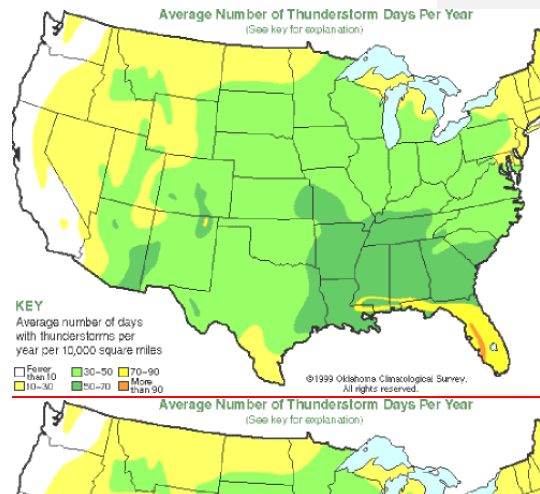 Average Number of Thunderstorm Days Per Year
(See key for explanation)
KEY
Average number of days
with thunderstorms per
year per 10,000 square miles
Fewer than 10
30-50
70-90
10-30
50-70
More than 90
©1999 Oklahoma Climatological Survey.
All rights reserved.
Average Number of Thunderstorm Days Per Year
(See key for explanation)